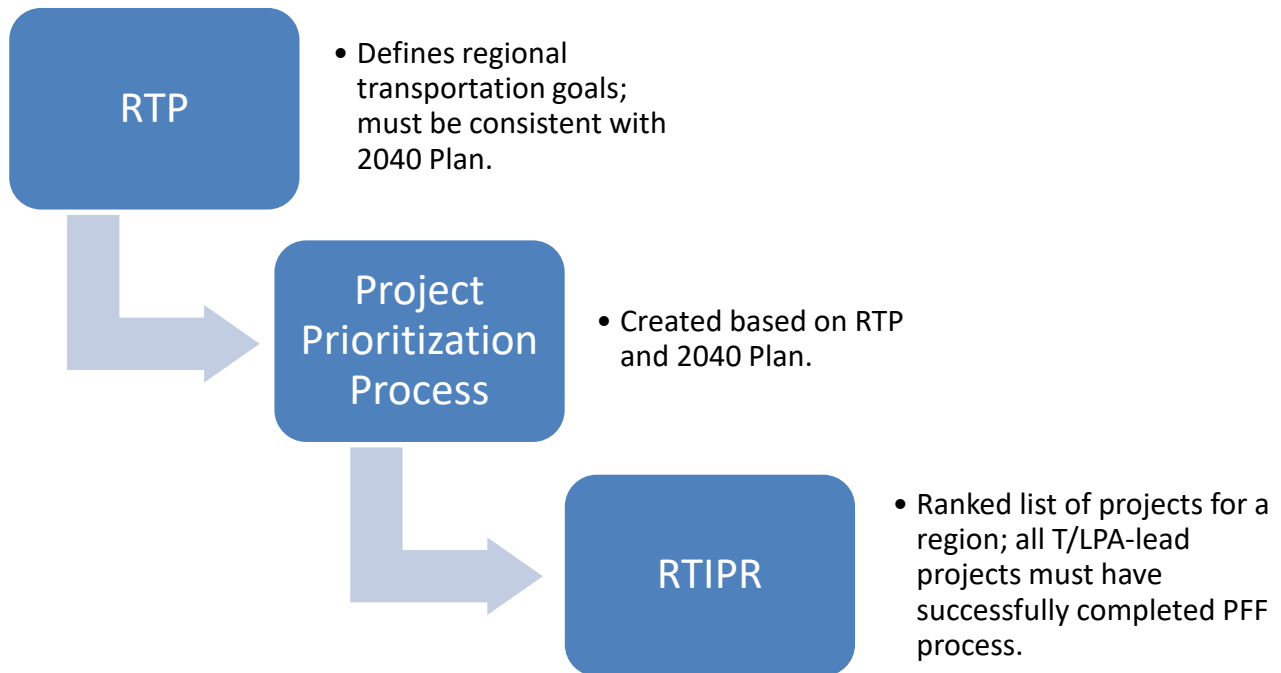 RTP
• Defines regional
transportation goals;
must be consistent with
2040 Plan.
Project
Prioritization
Process
• Created based on RTP
and 2040 Plan.
RTIPR
• Ranked list of projects for a
region; all T/LPA-lead
projects must have
successfully completed PFF
process.